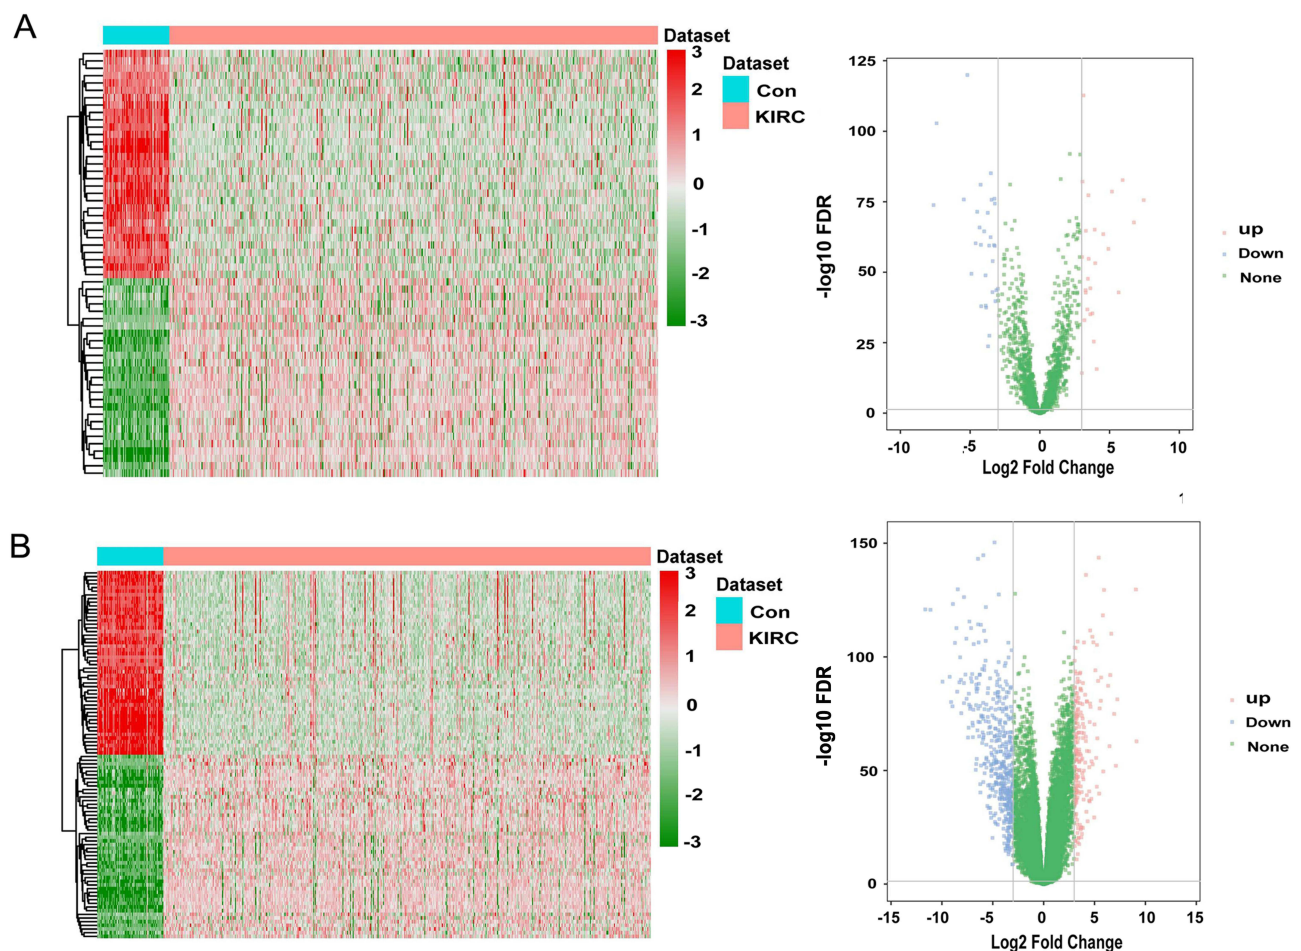 A
Dataset
3
2
1
0
-1
-2
-3
Dataset
Con
KIRC
125
100
75
50
25
0
-log10 FDR
-10
-5
0
5
10
Log2 Fold Change
up
Down
None
B
Dataset
3
2
1
0
-1
-2
-3
Dataset
Con
KIRC
150
100
50
0
-log10 FDR
-15
-10
-5
0
5
10
15
Log2 Fold Change
up
Down
None